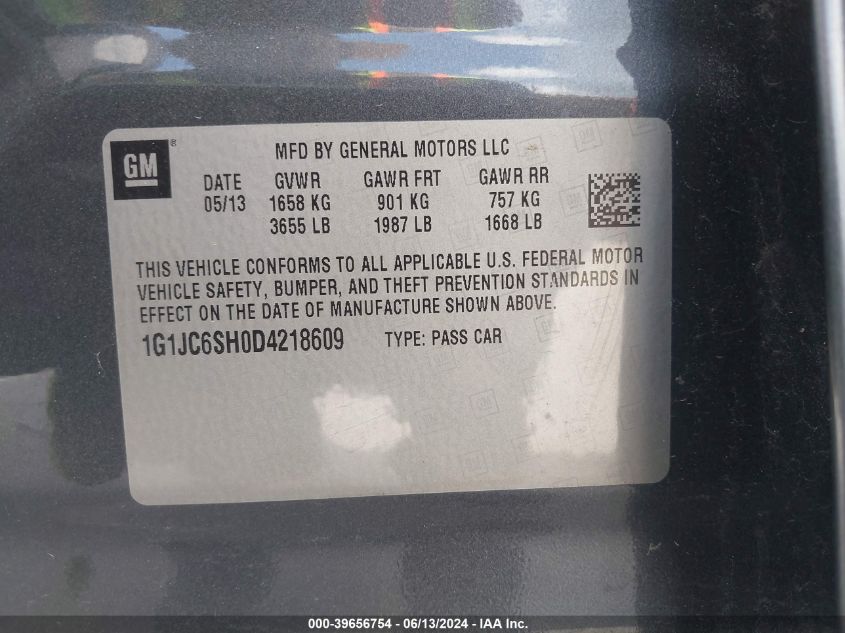 GM ®
MFD BY GENERAL MOTORS LLC
DATE GVWR GAWR FRT GAWR RR
05/13 1658 KG 901 KG 757 KG
3655 LB 1987 LB 1668 LB
THIS VEHICLE CONFORMS TO ALL APPLICABLE U.S. FEDERAL MOTOR
VEHICLE SAFETY, BUMPER, AND THEFT PREVENTION STANDARDS IN
EFFECT ON THE DATE OF MANUFACTURE SHOWN ABOVE.
1G1JC6SH0D4218609 TYPE: PASS CAR
000-39656754 - 06/13/2024 - IAA Inc.